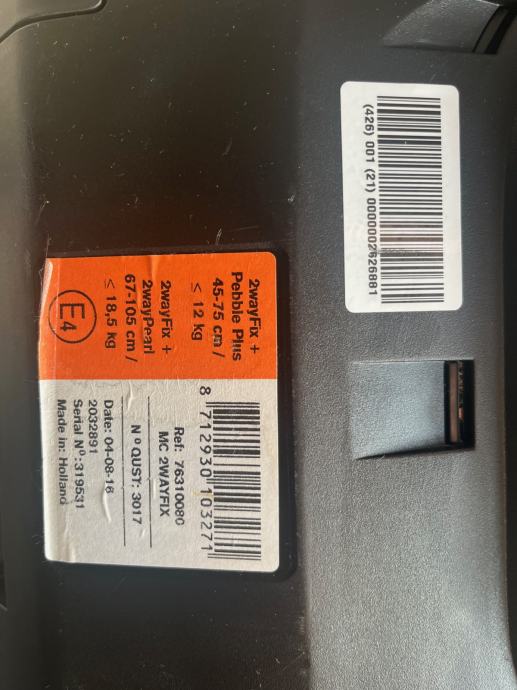 (426) 001 (21) 0000002626881
2wayFix +
Pebble Plus
45-75 cm /
≤ 12 kg
2wayFix +
2wayPearl
67-105 cm /
≤ 18,5 kg
E4
8 712930 103271
Ref: 76310080
MC 2WAYFIX
N º QUST: 3017
Date: 04-08-16
2032891
Serial Nº:319531
Made in: Holland